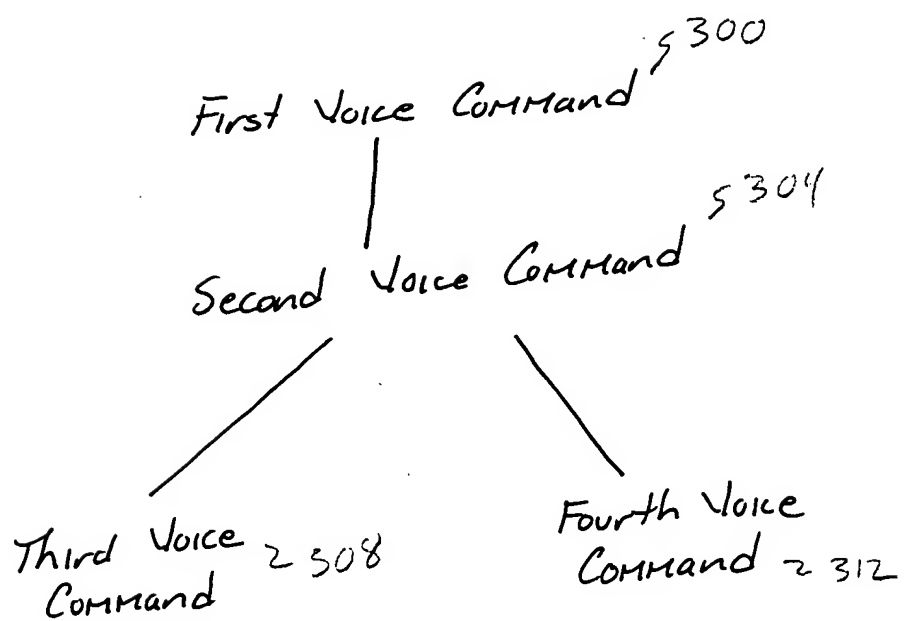 First Voice Command 300
Second Voice Command 304
Third Voice
Command 308
Fourth Voice
Command 312